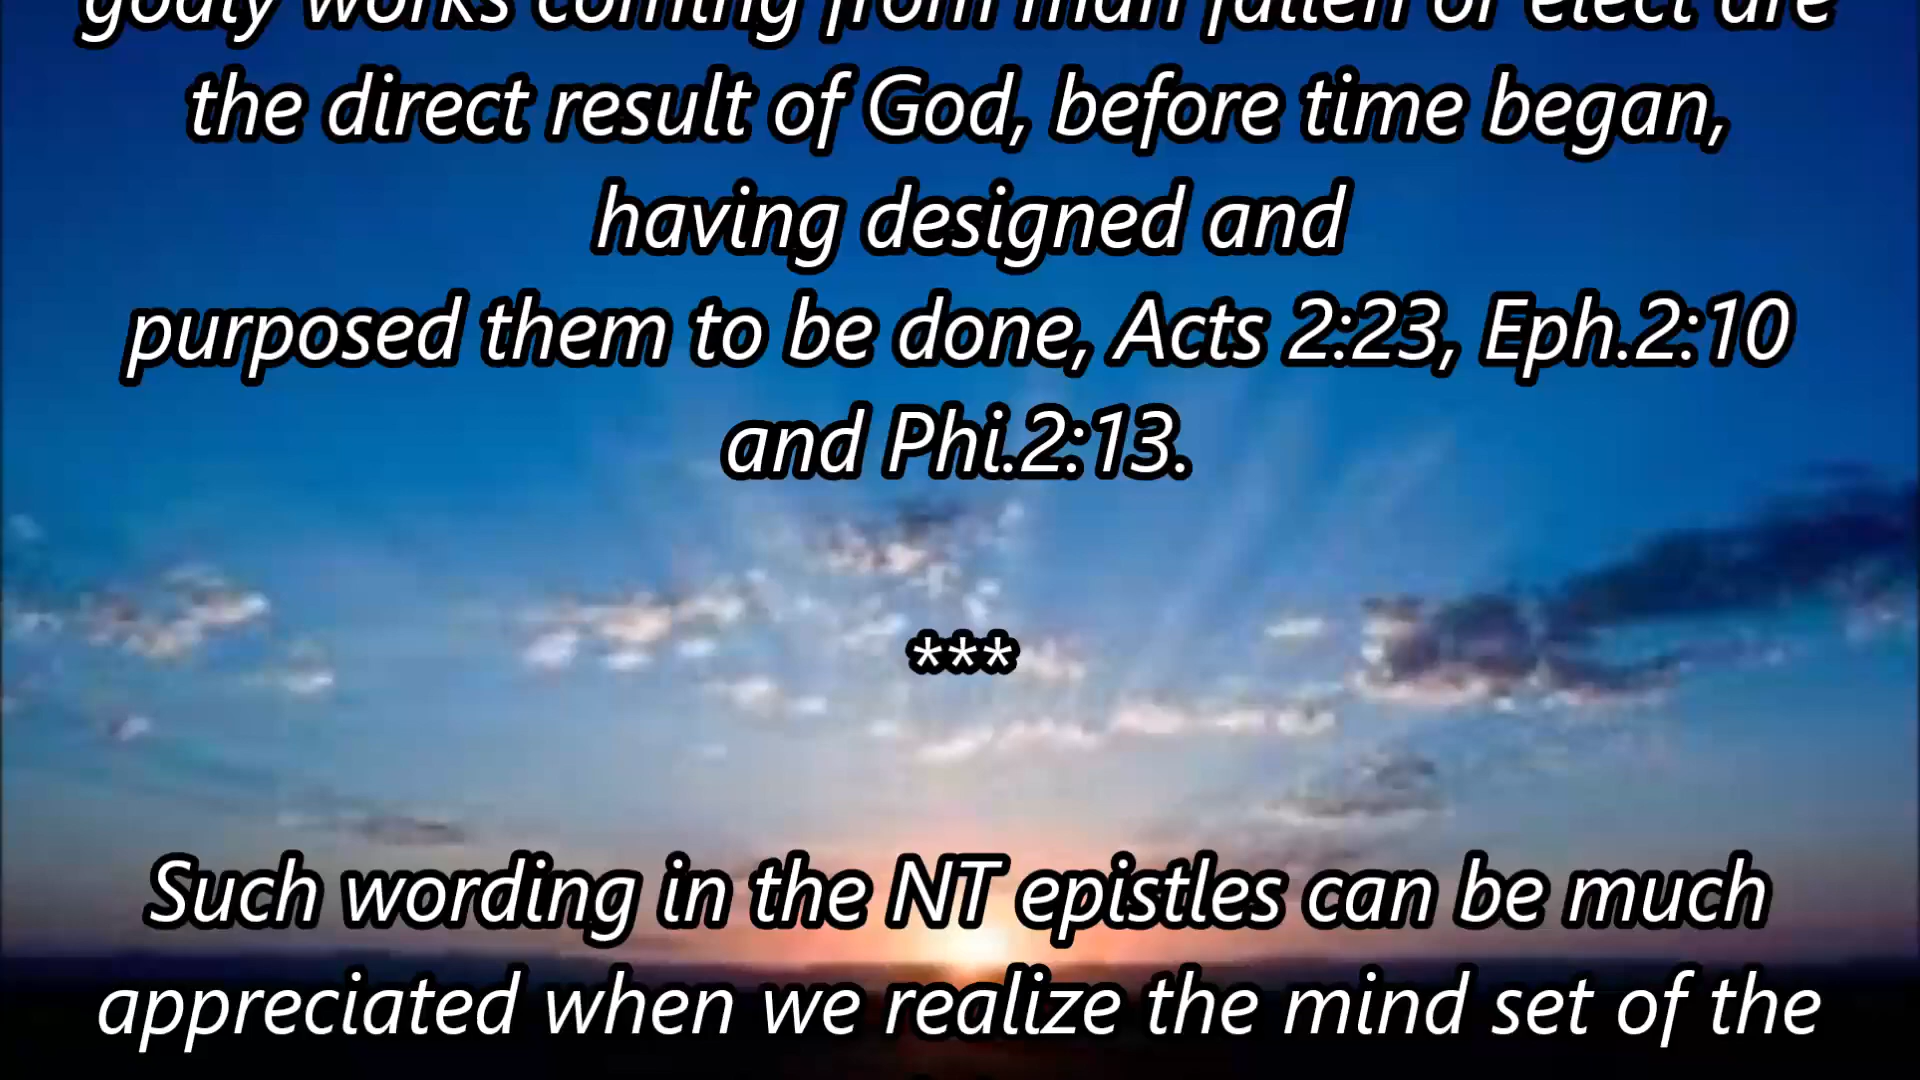 godly works coming from man fallen or elect are
the direct result of God, before time began,
having designed and
purposed them to be done, Acts 2:23, Eph.2:10
and Phi.2:13.
***
Such wording in the NT epistles can be much
appreciated when we realize the mind set of the